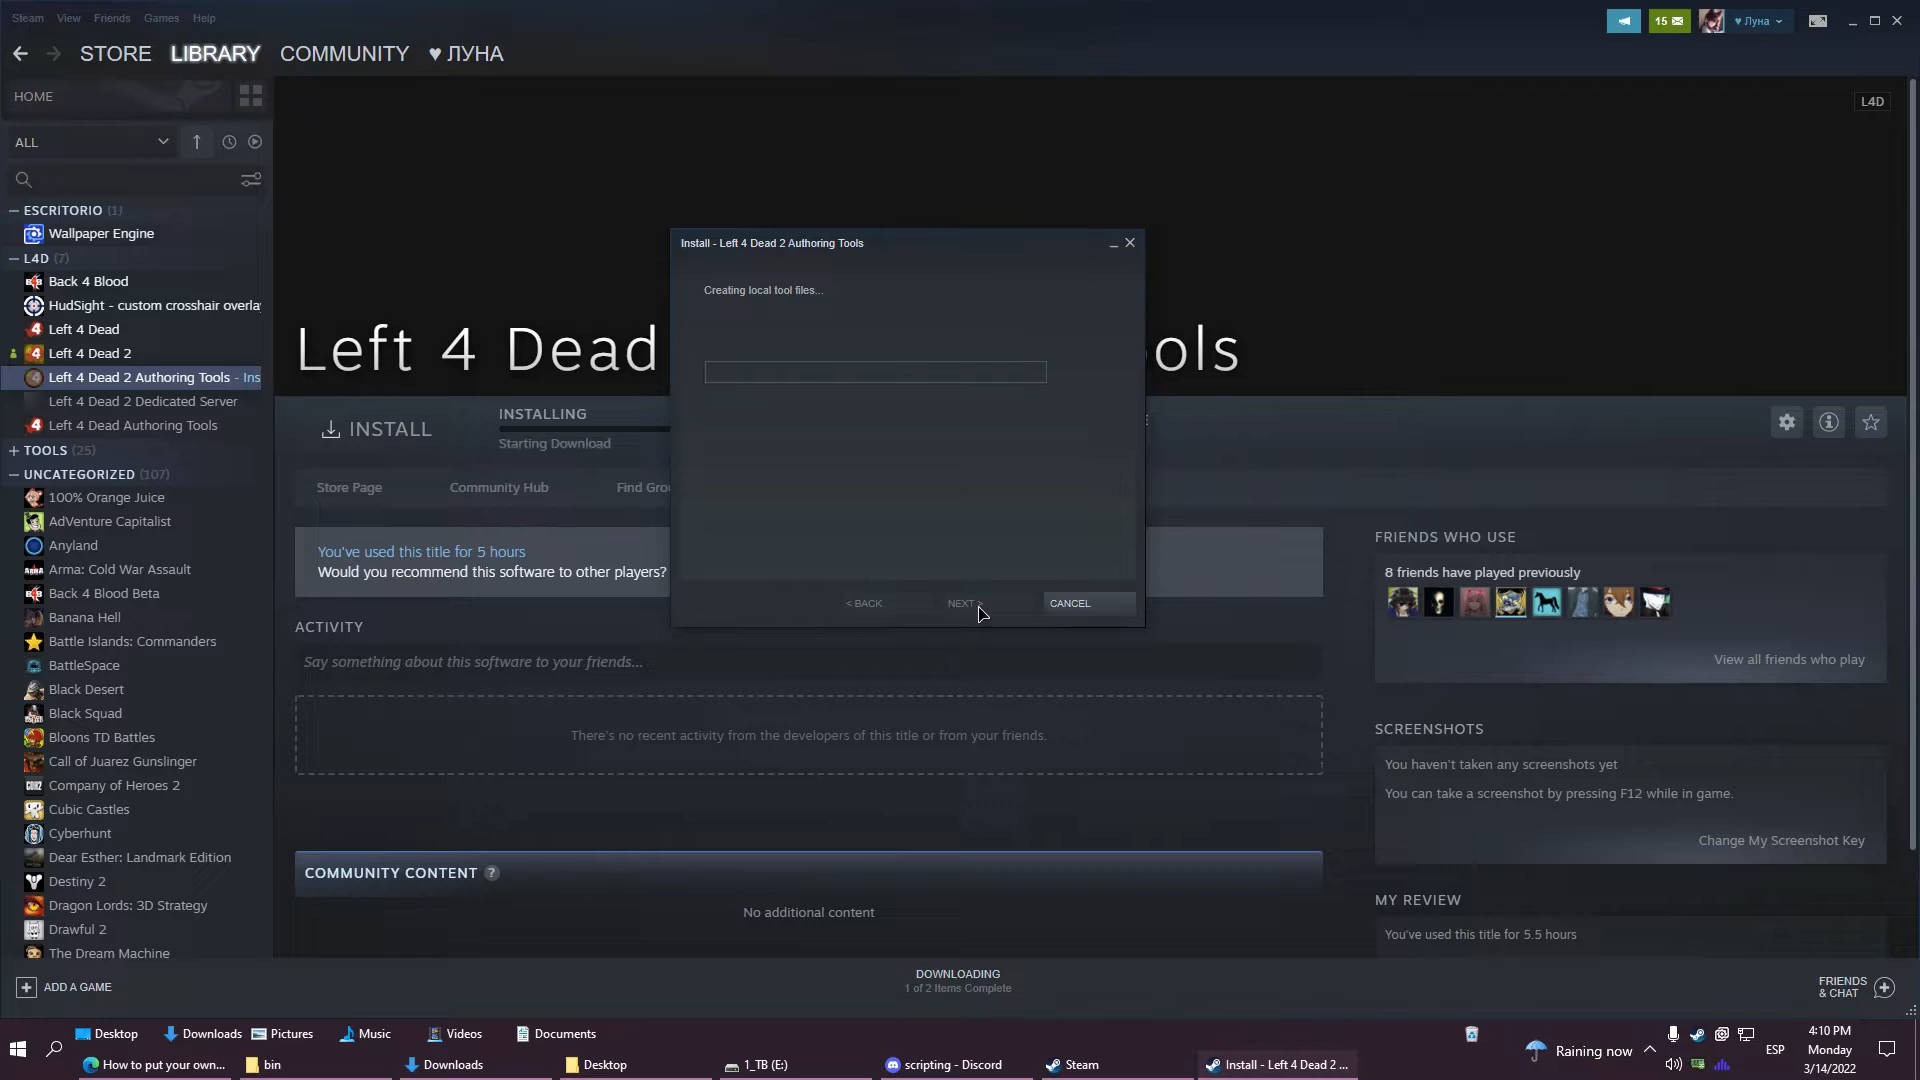 Steam View Friends Games Help
15
♥ Луна
STORE LIBRARY COMMUNITY ♥ ЛУНА
HOME
L4D
ALL
ESCRITORIO (1)
Wallpaper Engine
L4D (7)
Back 4 Blood
HudSight - custom crosshair overla
Left 4 Dead
Left 4 Dead 2
Left 4 Dead 2 Authoring Tools - Ins
Left 4 Dead 2 Dedicated Server
Left 4 Dead Authoring Tools
TOOLS (25)
UNCATEGORIZED (107)
100% Orange Juice
AdVenture Capitalist
Anyland
Arma: Cold War Assault
Back 4 Blood Beta
Banana Hell
Battle Islands: Commanders
BattleSpace
Black Desert
Black Squad
Bloons TD Battles
Call of Juarez Gunslinger
Company of Heroes 2
Cubic Castles
Cyberhunt
Dear Esther: Landmark Edition
Destiny 2
Dragon Lords: 3D Strategy
Drawful 2
The Dream Machine
Left 4 Dead ools
Install - Left 4 Dead 2 Authoring Tools
Creating local tool files...
< BACK NEXT > CANCEL
INSTALL
INSTALLING
Starting Download
Store Page Community Hub Find Grou
You've used this title for 5 hours
Would you recommend this software to other players?
ACTIVITY
Say something about this software to your friends...
There's no recent activity from the developers of this title or from your friends.
COMMUNITY CONTENT ?
No additional content
FRIENDS WHO USE
8 friends have played previously
View all friends who play
SCREENSHOTS
You haven't taken any screenshots yet
You can take a screenshot by pressing F12 while in game.
Change My Screenshot Key
MY REVIEW
You've used this title for 5.5 hours
ADD A GAME
DOWNLOADING
1 of 2 Items Complete
FRIENDS
& CHAT
Desktop Downloads Pictures Music Videos Documents
How to put your own... bin Downloads Desktop 1_TB (E:) scripting - Discord Steam Install - Left 4 Dead 2 ...
Raining now
ESP
4:10 PM
Monday
3/14/2022